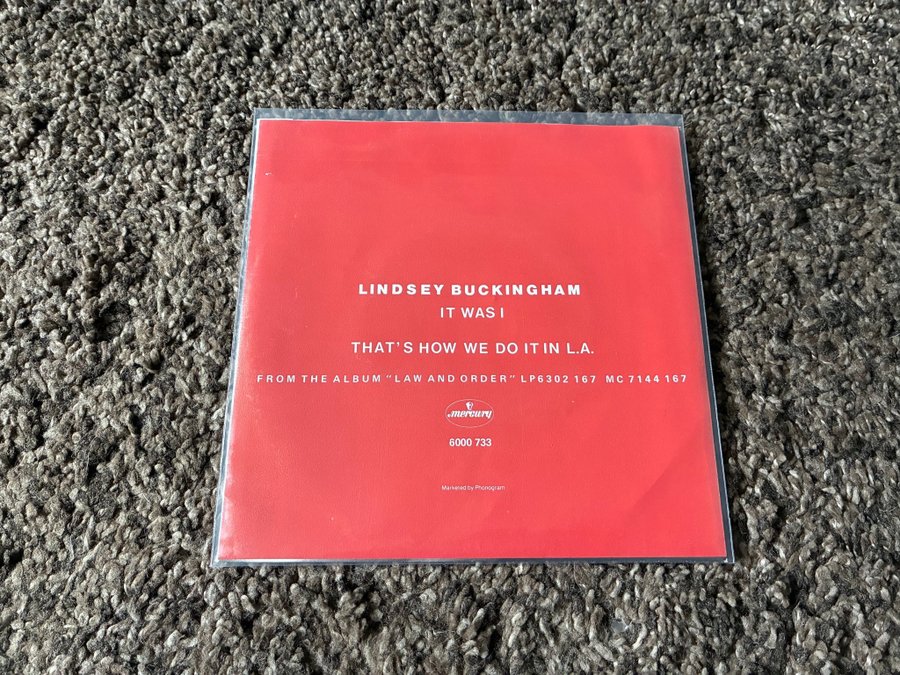 LINDSEY BUCKINGHAM
IT WAS I
THAT'S HOW WE DO IT IN L.A.
FROM THE ALBUM "LAW AND ORDER" LP6302 167 MC 7144 167
mercury
6000 733
Marketed by Phonogram